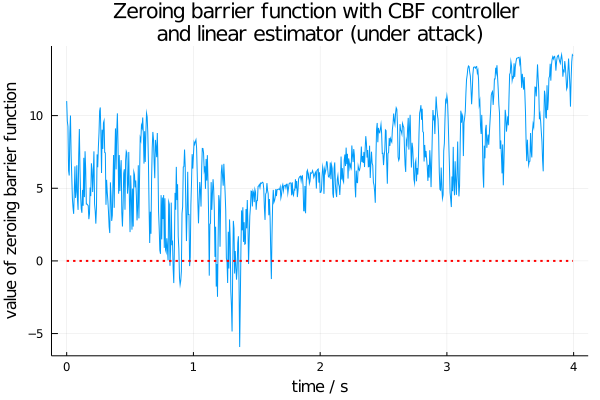 Zeroing barrier function with CBF controller
and linear estimator (under attack)
value of zeroing barrier function
10
5
0
−5
0
1
2
3
4
time / s